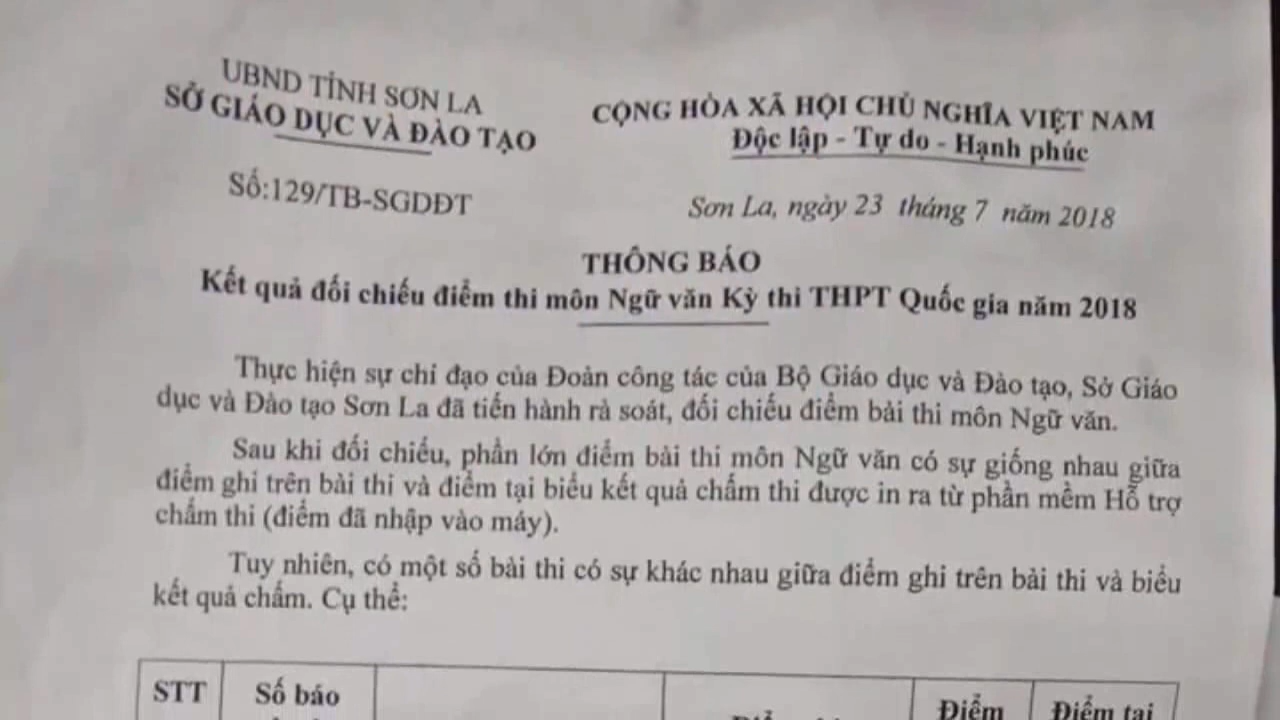 UBND TỈNH SƠN LA
SỞ GIÁO DỤC VÀ ĐÀO TẠO
CỘNG HÒA XÃ HỘI CHỦ NGHĨA VIỆT NAM
Độc lập - Tự do - Hạnh phúc
Số:129/TB-SGDĐT
Sơn La, ngày 23 tháng 7 năm 2018
THÔNG BÁO
Kết quả đối chiếu điểm thi môn Ngữ văn Kỳ thi THPT Quốc gia năm 2018
Thực hiện sự chỉ đạo của Đoàn công tác của Bộ Giáo dục và Đào tạo, Sở Giáo
dục và Đào tạo Sơn La đã tiến hành rà soát, đối chiếu điểm bài thi môn Ngữ văn.
Sau khi đối chiếu, phần lớn điểm bài thi môn Ngữ văn có sự giống nhau giữa
điểm ghi trên bài thi và điểm tại biểu kết quả chấm thi được in ra từ phần mềm Hỗ trợ
chấm thi (điểm đã nhập vào máy).
Tuy nhiên, có một số bài thi có sự khác nhau giữa điểm ghi trên bài thi và biểu
kết quả chấm. Cụ thể:
STT Số báo Điểm Điểm tại